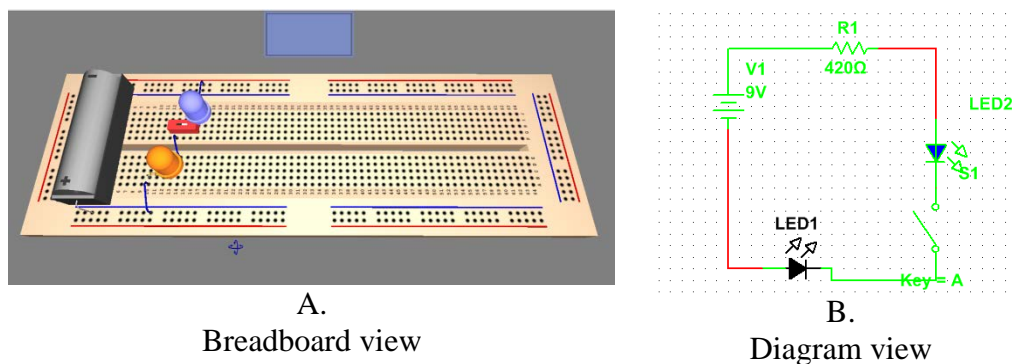 R1
420Ω
V1
9V
LED2
S1
LED1
Key = A
A.
Breadboard view
B.
Diagram view